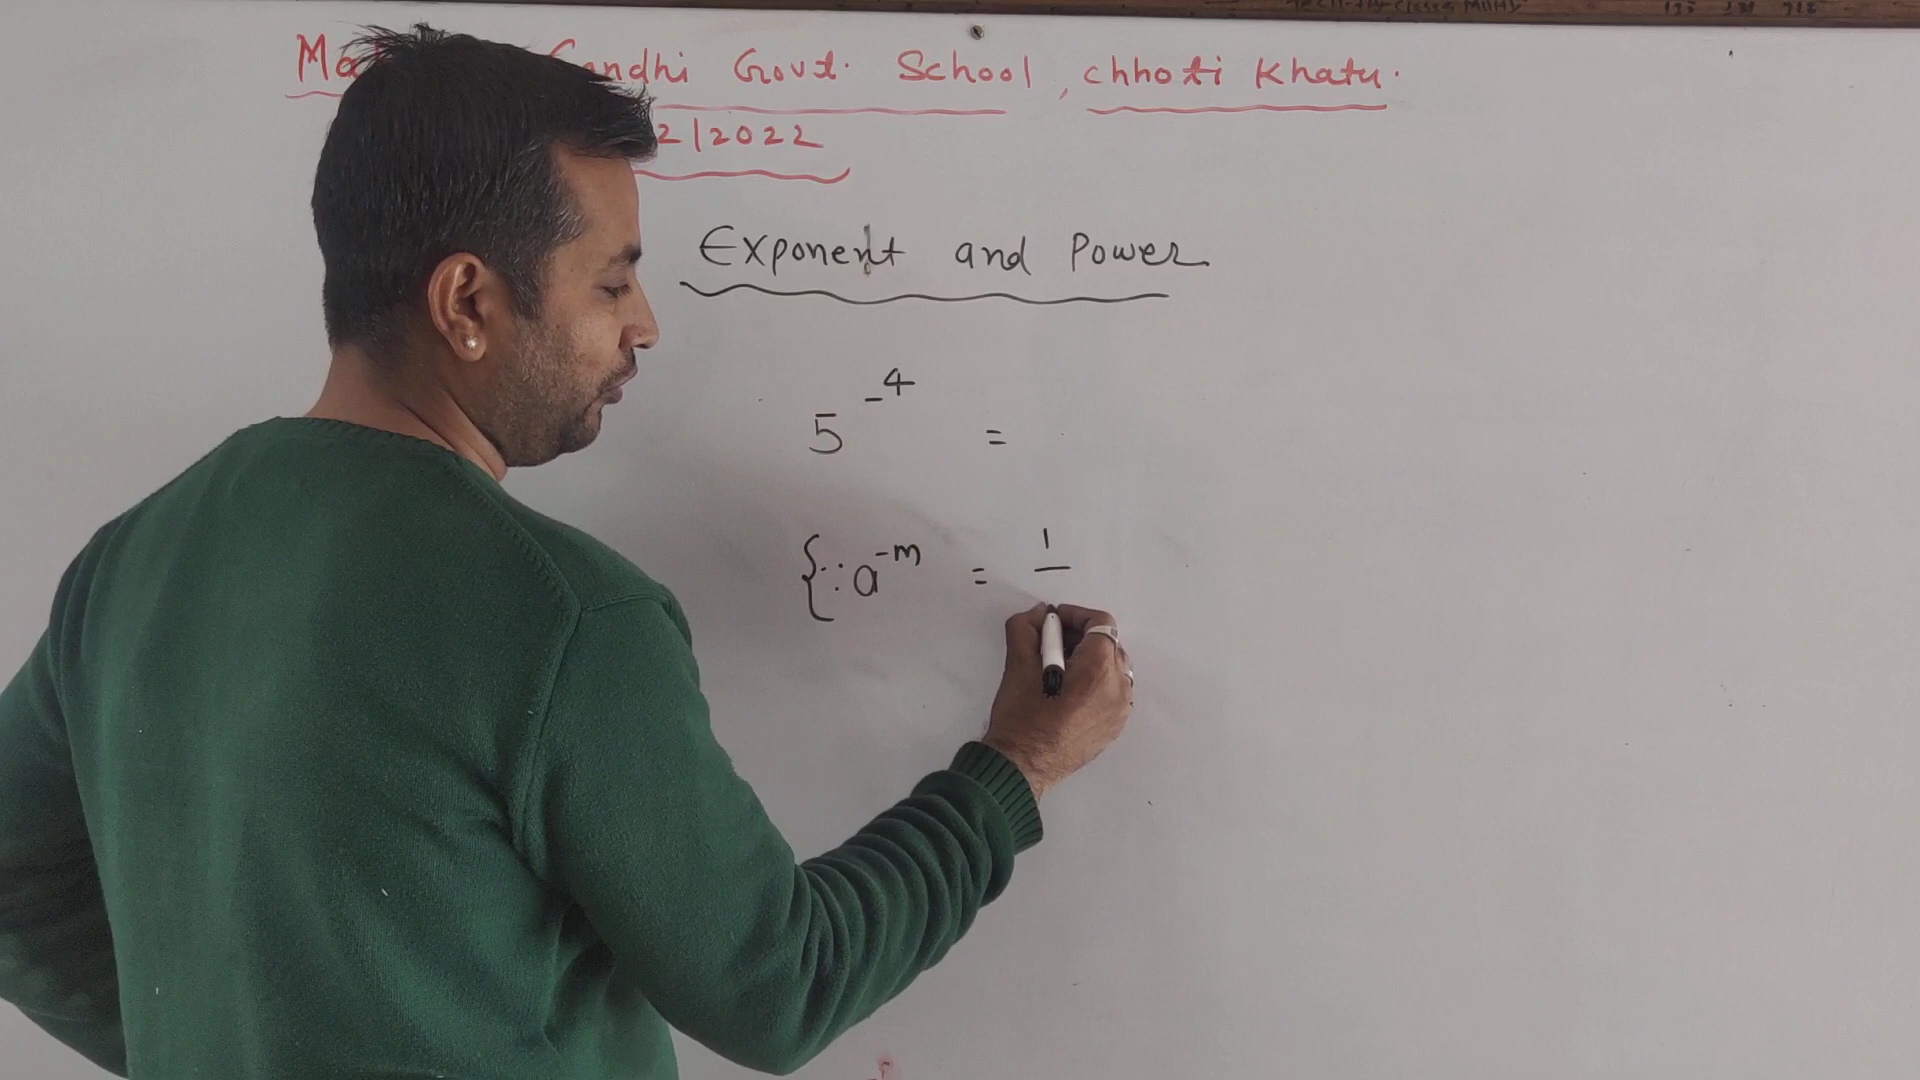 Gandhi Govt. School, chhoti Khatu.
2/2022
Exponent and Power
5⁻⁴ =
{∵ a⁻ᵐ = 1/